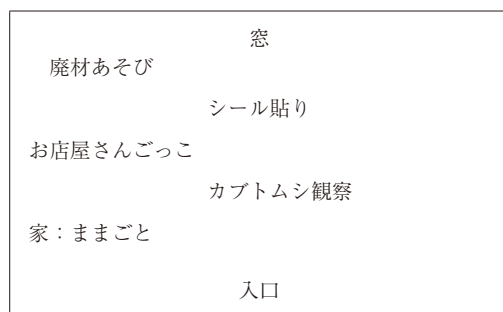 窓
廃材あそび
シール貼り
お店屋さんごっこ
カブトムシ観察
家：ままごと
入口